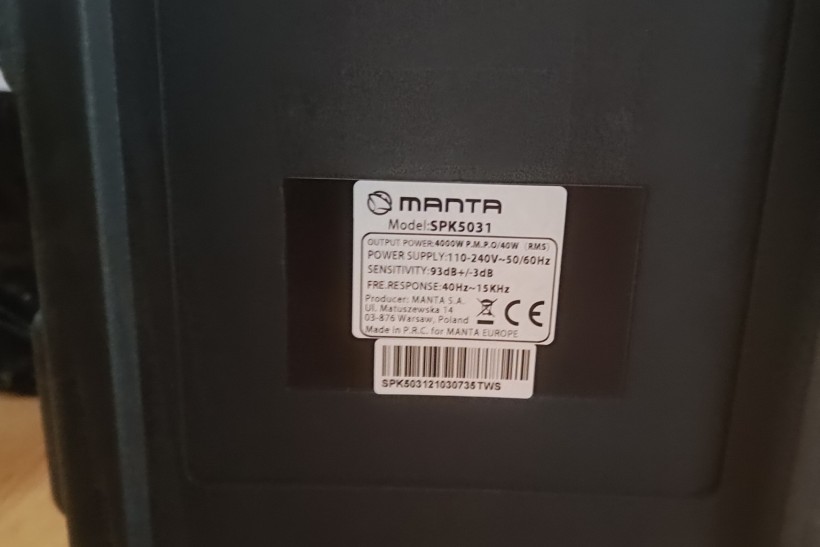 MANTA
Model:SPK5031
OUTPUT POWER:4000W P.M.P.O/40W (RMS)
POWER SUPPLY:110-240V~50/60Hz
SENSITIVITY:93dB+/-3dB
FRE.RESPONSE:40Hz~15KHz
Producer: MANTA S.A.
Ul. Matuszewska 14
03-876 Warsaw, Poland
CE
Made in P.R.C. for MANTA EUROPE
SPK503121030735TWS